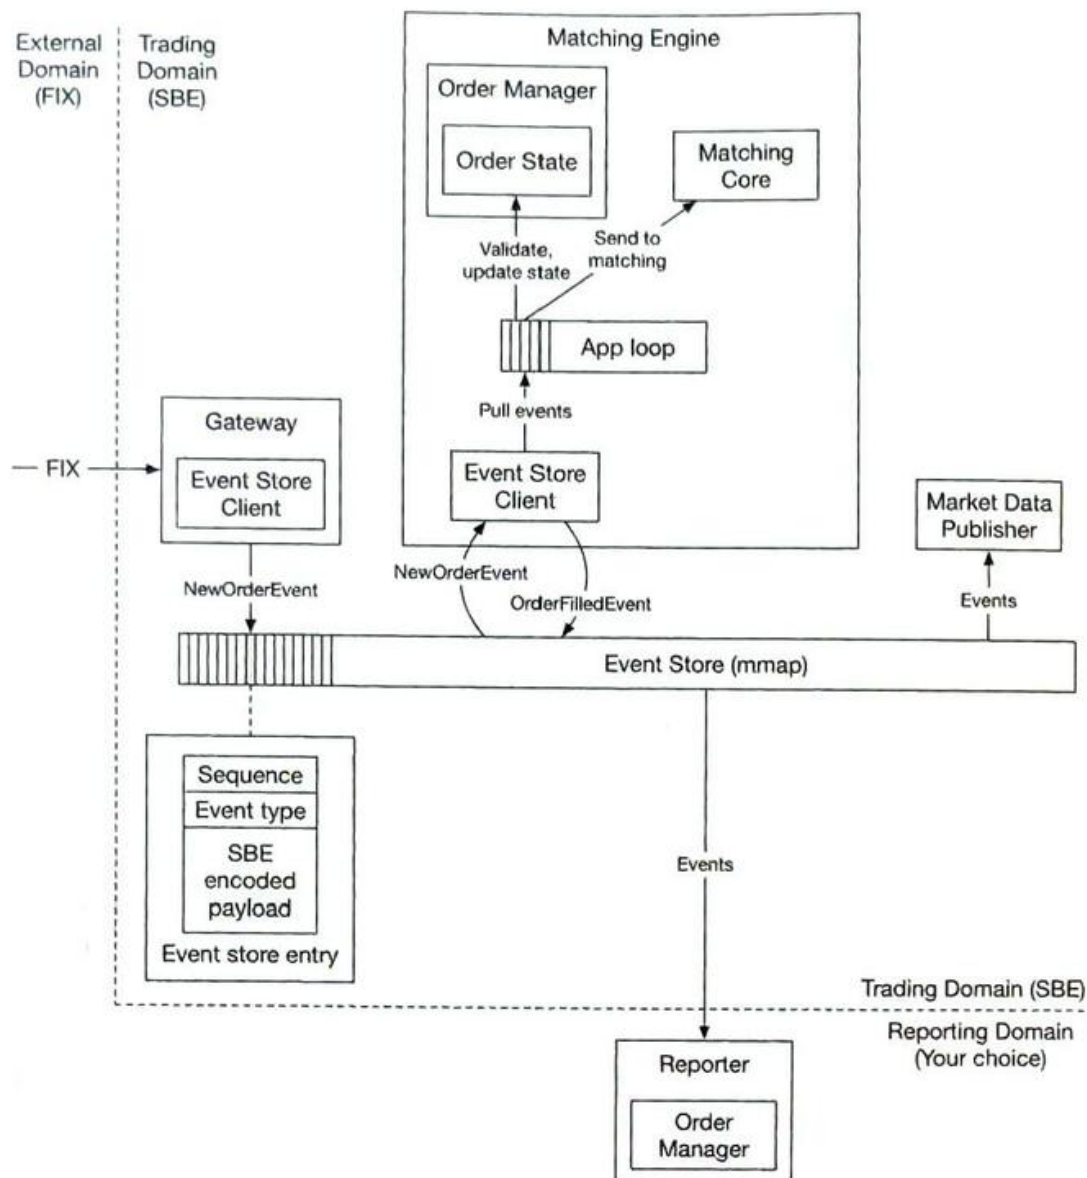 External
Domain
(FIX)
Trading
Domain
(SBE)
Matching Engine
Order Manager
Order State
Matching
Core
Validate,
update state
Send to
matching
App loop
Pull events
Gateway
Event Store
Client
FIX
Event Store
Client
Market Data
Publisher
NewOrderEvent
NewOrderEvent
OrderFilledEvent
Events
Event Store (mmap)
Sequence
Event type
SBE
encoded
payload
Event store entry
Events
Trading Domain (SBE)
Reporting Domain
(Your choice)
Reporter
Order
Manager